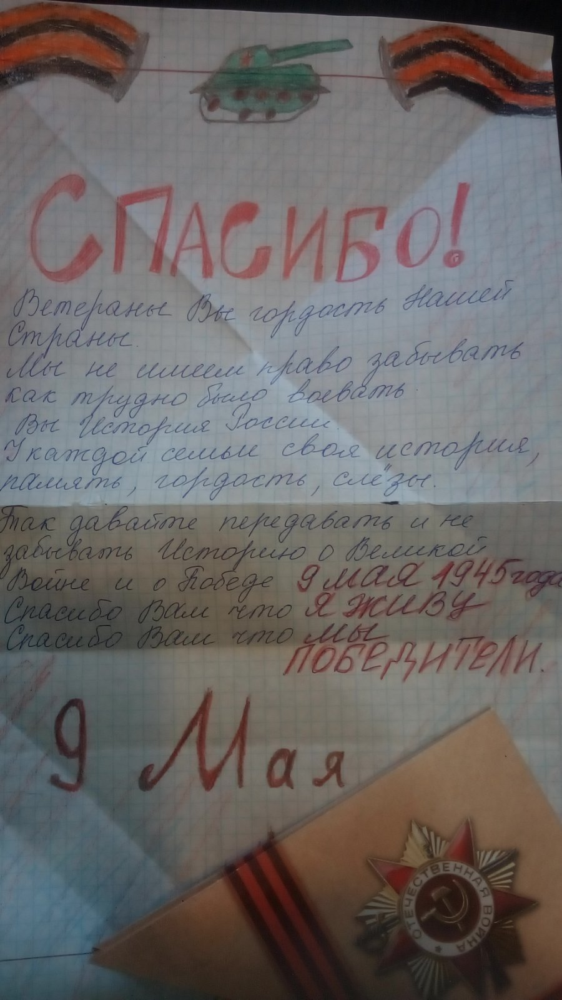 СПАСИБО!
Ветераны Вы гордость Нашей
Страны.
Мы не имеем право забывать
как трудно было воевать.
Вы История России.
У каждой семьи своя история,
память, гордость, слёзы.
Так давайте передавать и не
забывать Историю о Великой
Войне и о Победе 9 мая 1945 года
Спасибо Вам что я живу
Спасибо Вам что мы
ПОБЕДИТЕЛИ.
9 Мая
ОТЕЧЕСТВЕННАЯ ВОЙНА